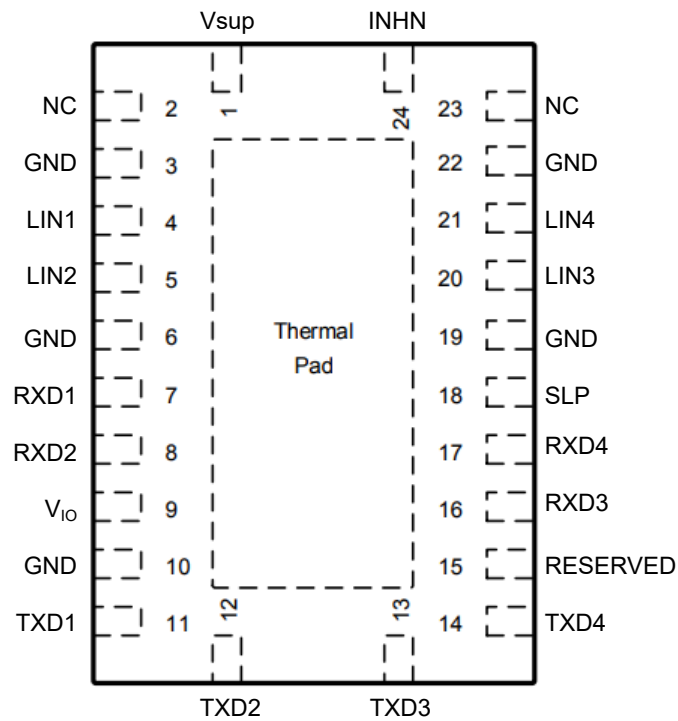 Vsup INHN
1 24
NC 2 23 NC
GND 3 22 GND
LIN1 4 21 LIN4
LIN2 5 20 LIN3
GND 6 19 GND
Thermal
Pad
RXD1 7 18 SLP
RXD2 8 17 RXD4
VIO 9 16 RXD3
GND 10 15 RESERVED
TXD1 11 14 TXD4
12 13
TXD2 TXD3